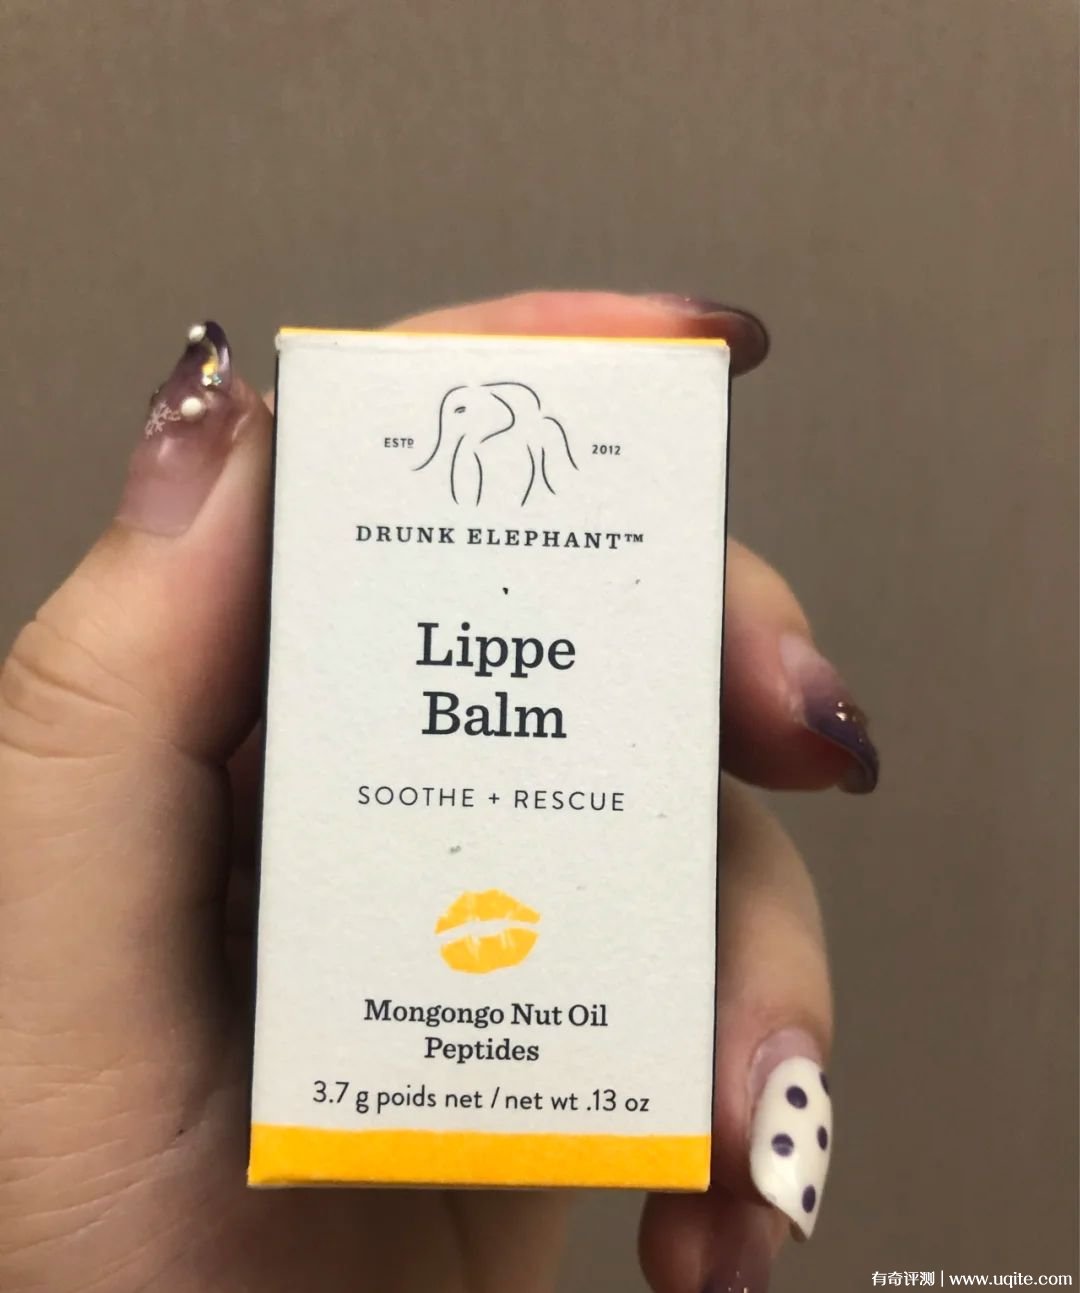 ESTD 2012
DRUNK ELEPHANT™
Lippe
Balm
SOOTHE + RESCUE
Mongongo Nut Oil
Peptides
3.7 g poids net / net wt .13 oz
有奇评测 | www.uqite.com